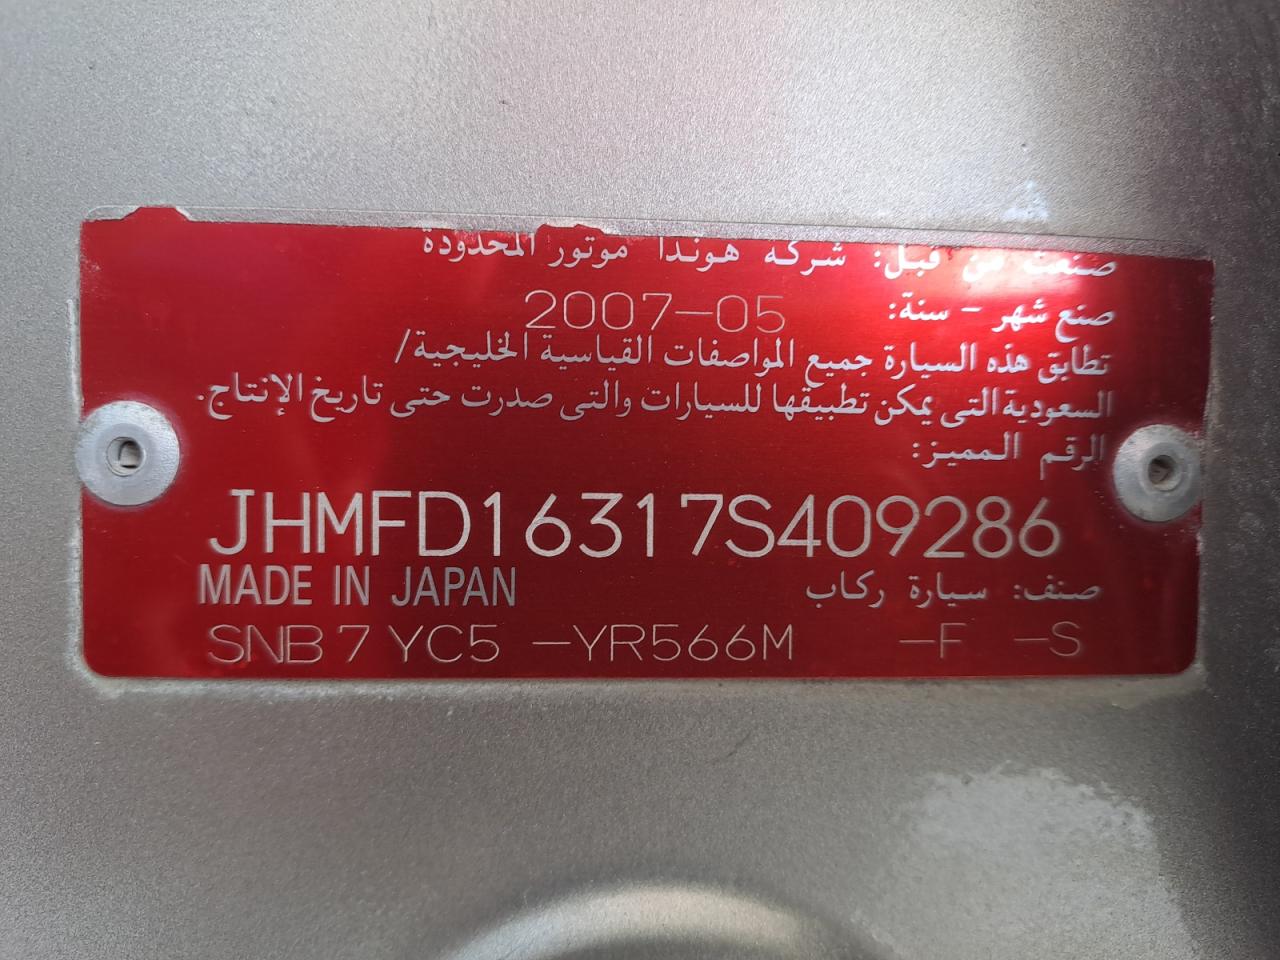 صنعت من قبل: شركة هوندا موتور المحدودة
صنع شهر - سنة: 2007-05
تطابق هذه السيارة جميع المواصفات القياسية الخليجية/
السعودية التى يمكن تطبيقها للسيارات والتى صدرت حتى تاريخ الإنتاج.
الرقم المميز:
JHMFD16317S409286
MADE IN JAPAN صنف: سيارة ركاب
SNB7 YC5 -YR566M -F -S